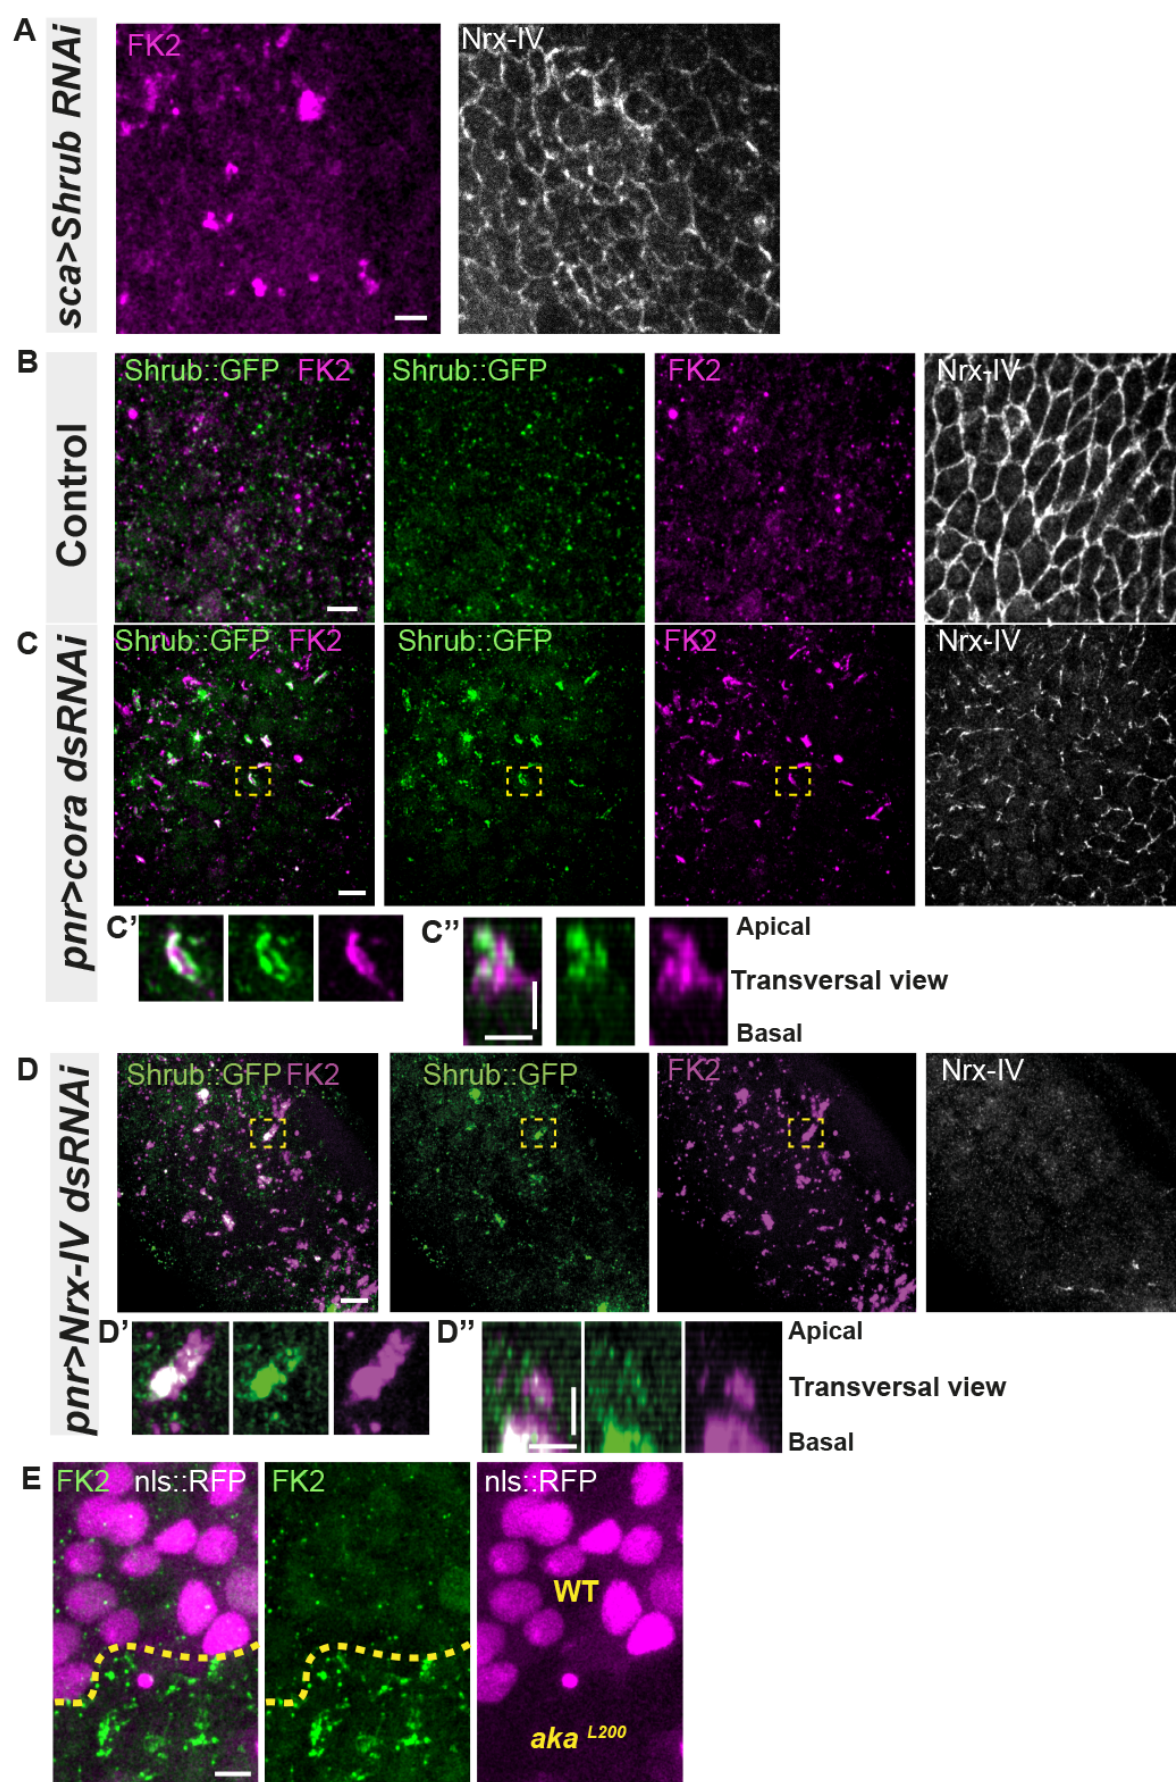 A
sca>Shrub RNAi
FK2
Nrx-IV
B
Control
Shrub::GFP FK2
Shrub::GFP
FK2
Nrx-IV
C
pnr>cora dsRNAi
Shrub::GFP FK2
Shrub::GFP
FK2
Nrx-IV
C'
C''
Apical
Transversal view
Basal
D
pnr>Nrx-IV dsRNAi
Shrub::GFP FK2
Shrub::GFP
FK2
Nrx-IV
D'
D''
Apical
Transversal view
Basal
E
FK2 nls::RFP
FK2
nls::RFP
WT
aka L200